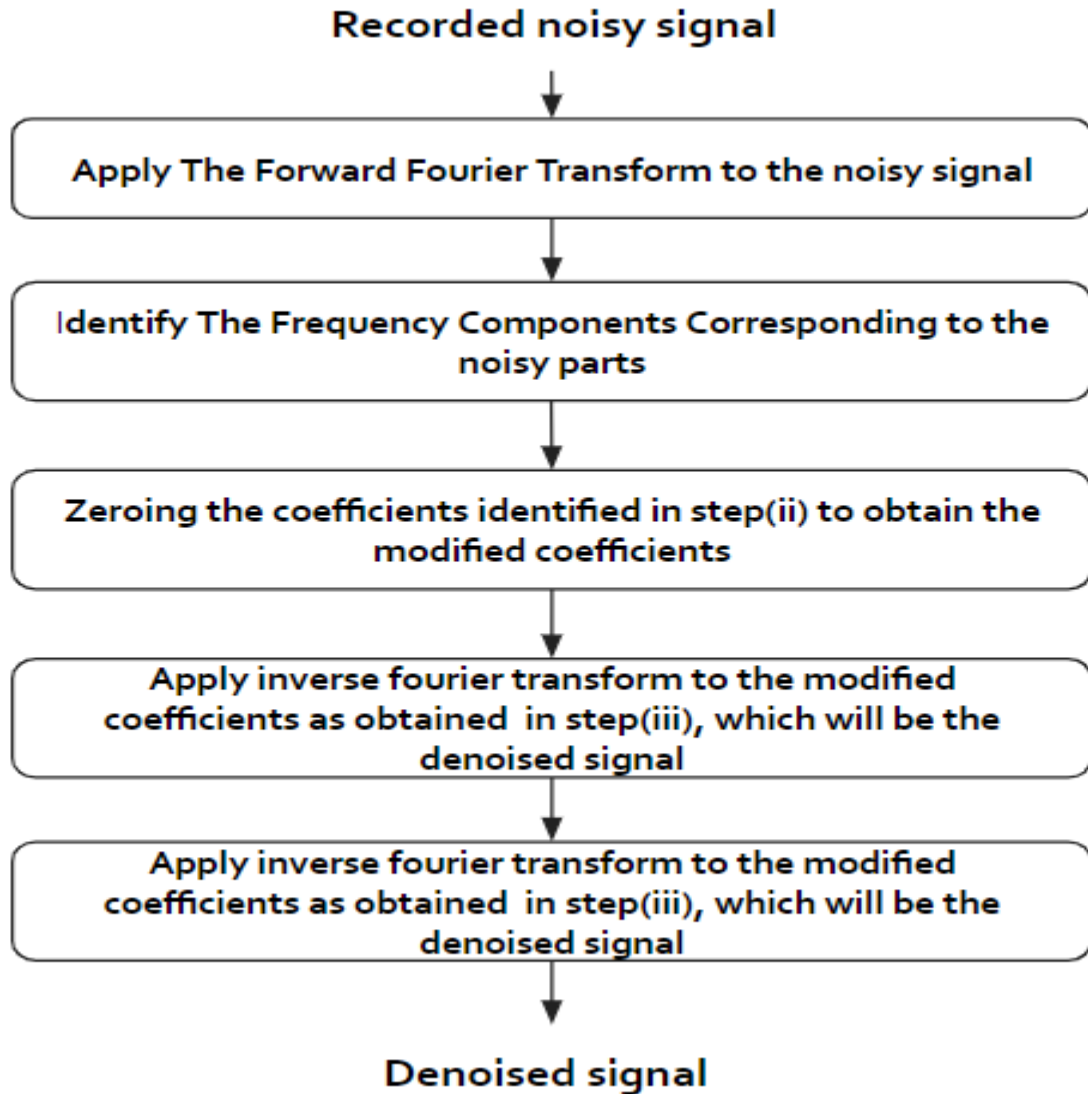 Recorded noisy signal
Apply The Forward Fourier Transform to the noisy signal
Identify The Frequency Components Corresponding to the
noisy parts
Zeroing the coefficients identified in step(ii) to obtain the
modified coefficients
Apply inverse fourier transform to the modified
coefficients as obtained in step(iii), which will be the
denoised signal
Apply inverse fourier transform to the modified
coefficients as obtained in step(iii), which will be the
denoised signal
Denoised signal